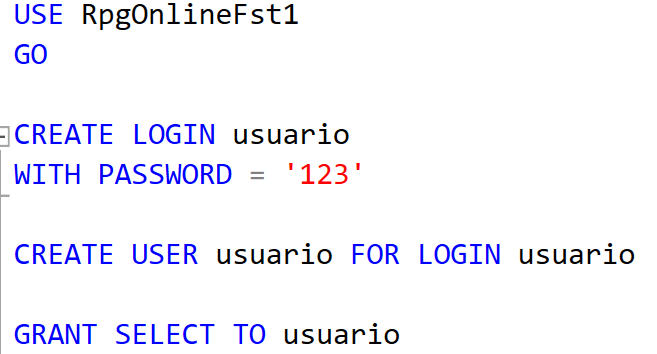 USE RpgOnlineFst1
GO
CREATE LOGIN usuario
WITH PASSWORD = '123'
CREATE USER usuario FOR LOGIN usuario
GRANT SELECT TO usuario